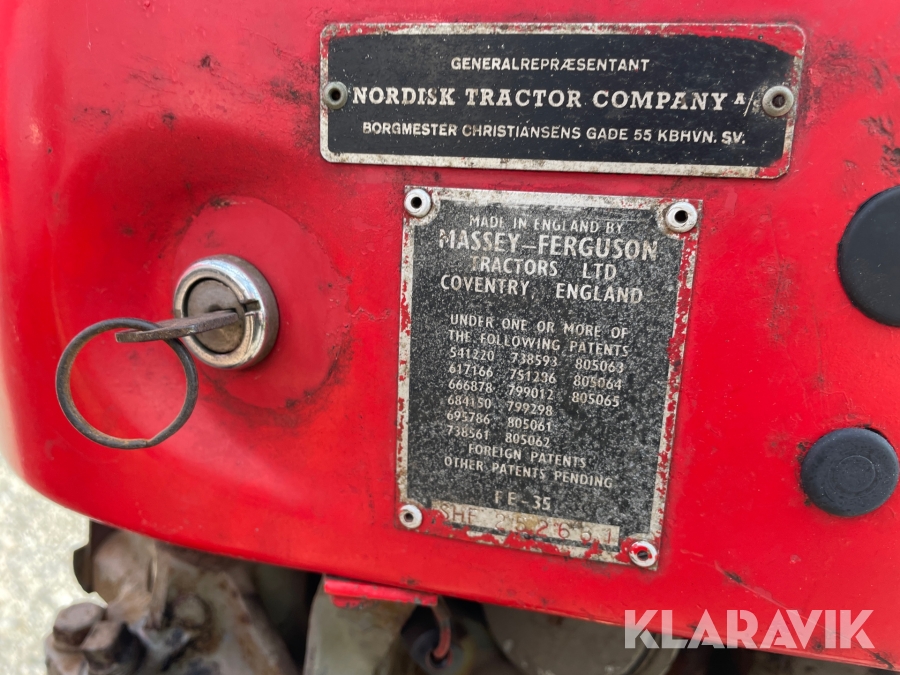 GENERALREPRÆSENTANT
NORDISK TRACTOR COMPANY A/
BORGMESTER CHRISTIANSENS GADE 55 KBHVN. SV.
MADE IN ENGLAND BY
MASSEY-FERGUSON
TRACTORS LTD
COVENTRY, ENGLAND
UNDER ONE OR MORE OF
THE FOLLOWING PATENTS
541220 738593 805063
617166 751236 805064
666878 799012 805065
684150 799298
695786 805061
738561 805062
FOREIGN PATENTS
OTHER PATENTS PENDING
FE-35
KLARAVIK